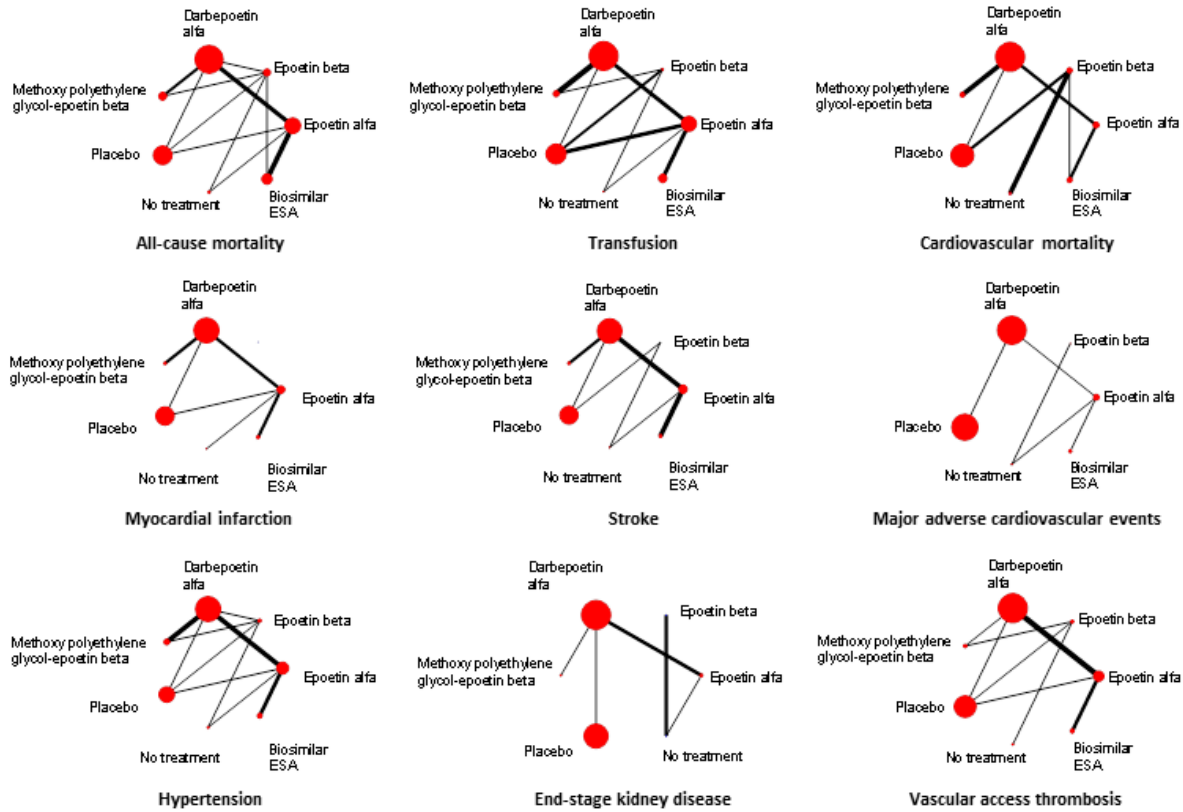 Darbepoetin
alfa
Epoetin beta
Methoxy polyethylene
glycol-epoetin beta
Epoetin alfa
Placebo
No treatment
Biosimilar
ESA
All-cause mortality
Darbepoetin
alfa
Epoetin beta
Methoxy polyethylene
glycol-epoetin beta
Epoetin alfa
Placebo
No treatment
Biosimilar
ESA
Transfusion
Darbepoetin
alfa
Epoetin beta
Methoxy polyethylene
glycol-epoetin beta
Epoetin alfa
Placebo
No treatment
Biosimilar
ESA
Cardiovascular mortality
Darbepoetin
alfa
Methoxy polyethylene
glycol-epoetin beta
Epoetin alfa
Placebo
No treatment
Biosimilar
ESA
Myocardial infarction
Darbepoetin
alfa
Epoetin beta
Methoxy polyethylene
glycol-epoetin beta
Epoetin alfa
Placebo
No treatment
Biosimilar
ESA
Stroke
Darbepoetin
alfa
Epoetin beta
Epoetin alfa
Placebo
No treatment
Biosimilar
ESA
Major adverse cardiovascular events
Darbepoetin
alfa
Epoetin beta
Methoxy polyethylene
glycol-epoetin beta
Epoetin alfa
Placebo
No treatment
Biosimilar
ESA
Hypertension
Darbepoetin
alfa
Epoetin beta
Methoxy polyethylene
glycol-epoetin beta
Epoetin alfa
Placebo
No treatment
End-stage kidney disease
Darbepoetin
alfa
Epoetin beta
Methoxy polyethylene
glycol-epoetin beta
Epoetin alfa
Placebo
No treatment
Biosimilar
ESA
Vascular access thrombosis